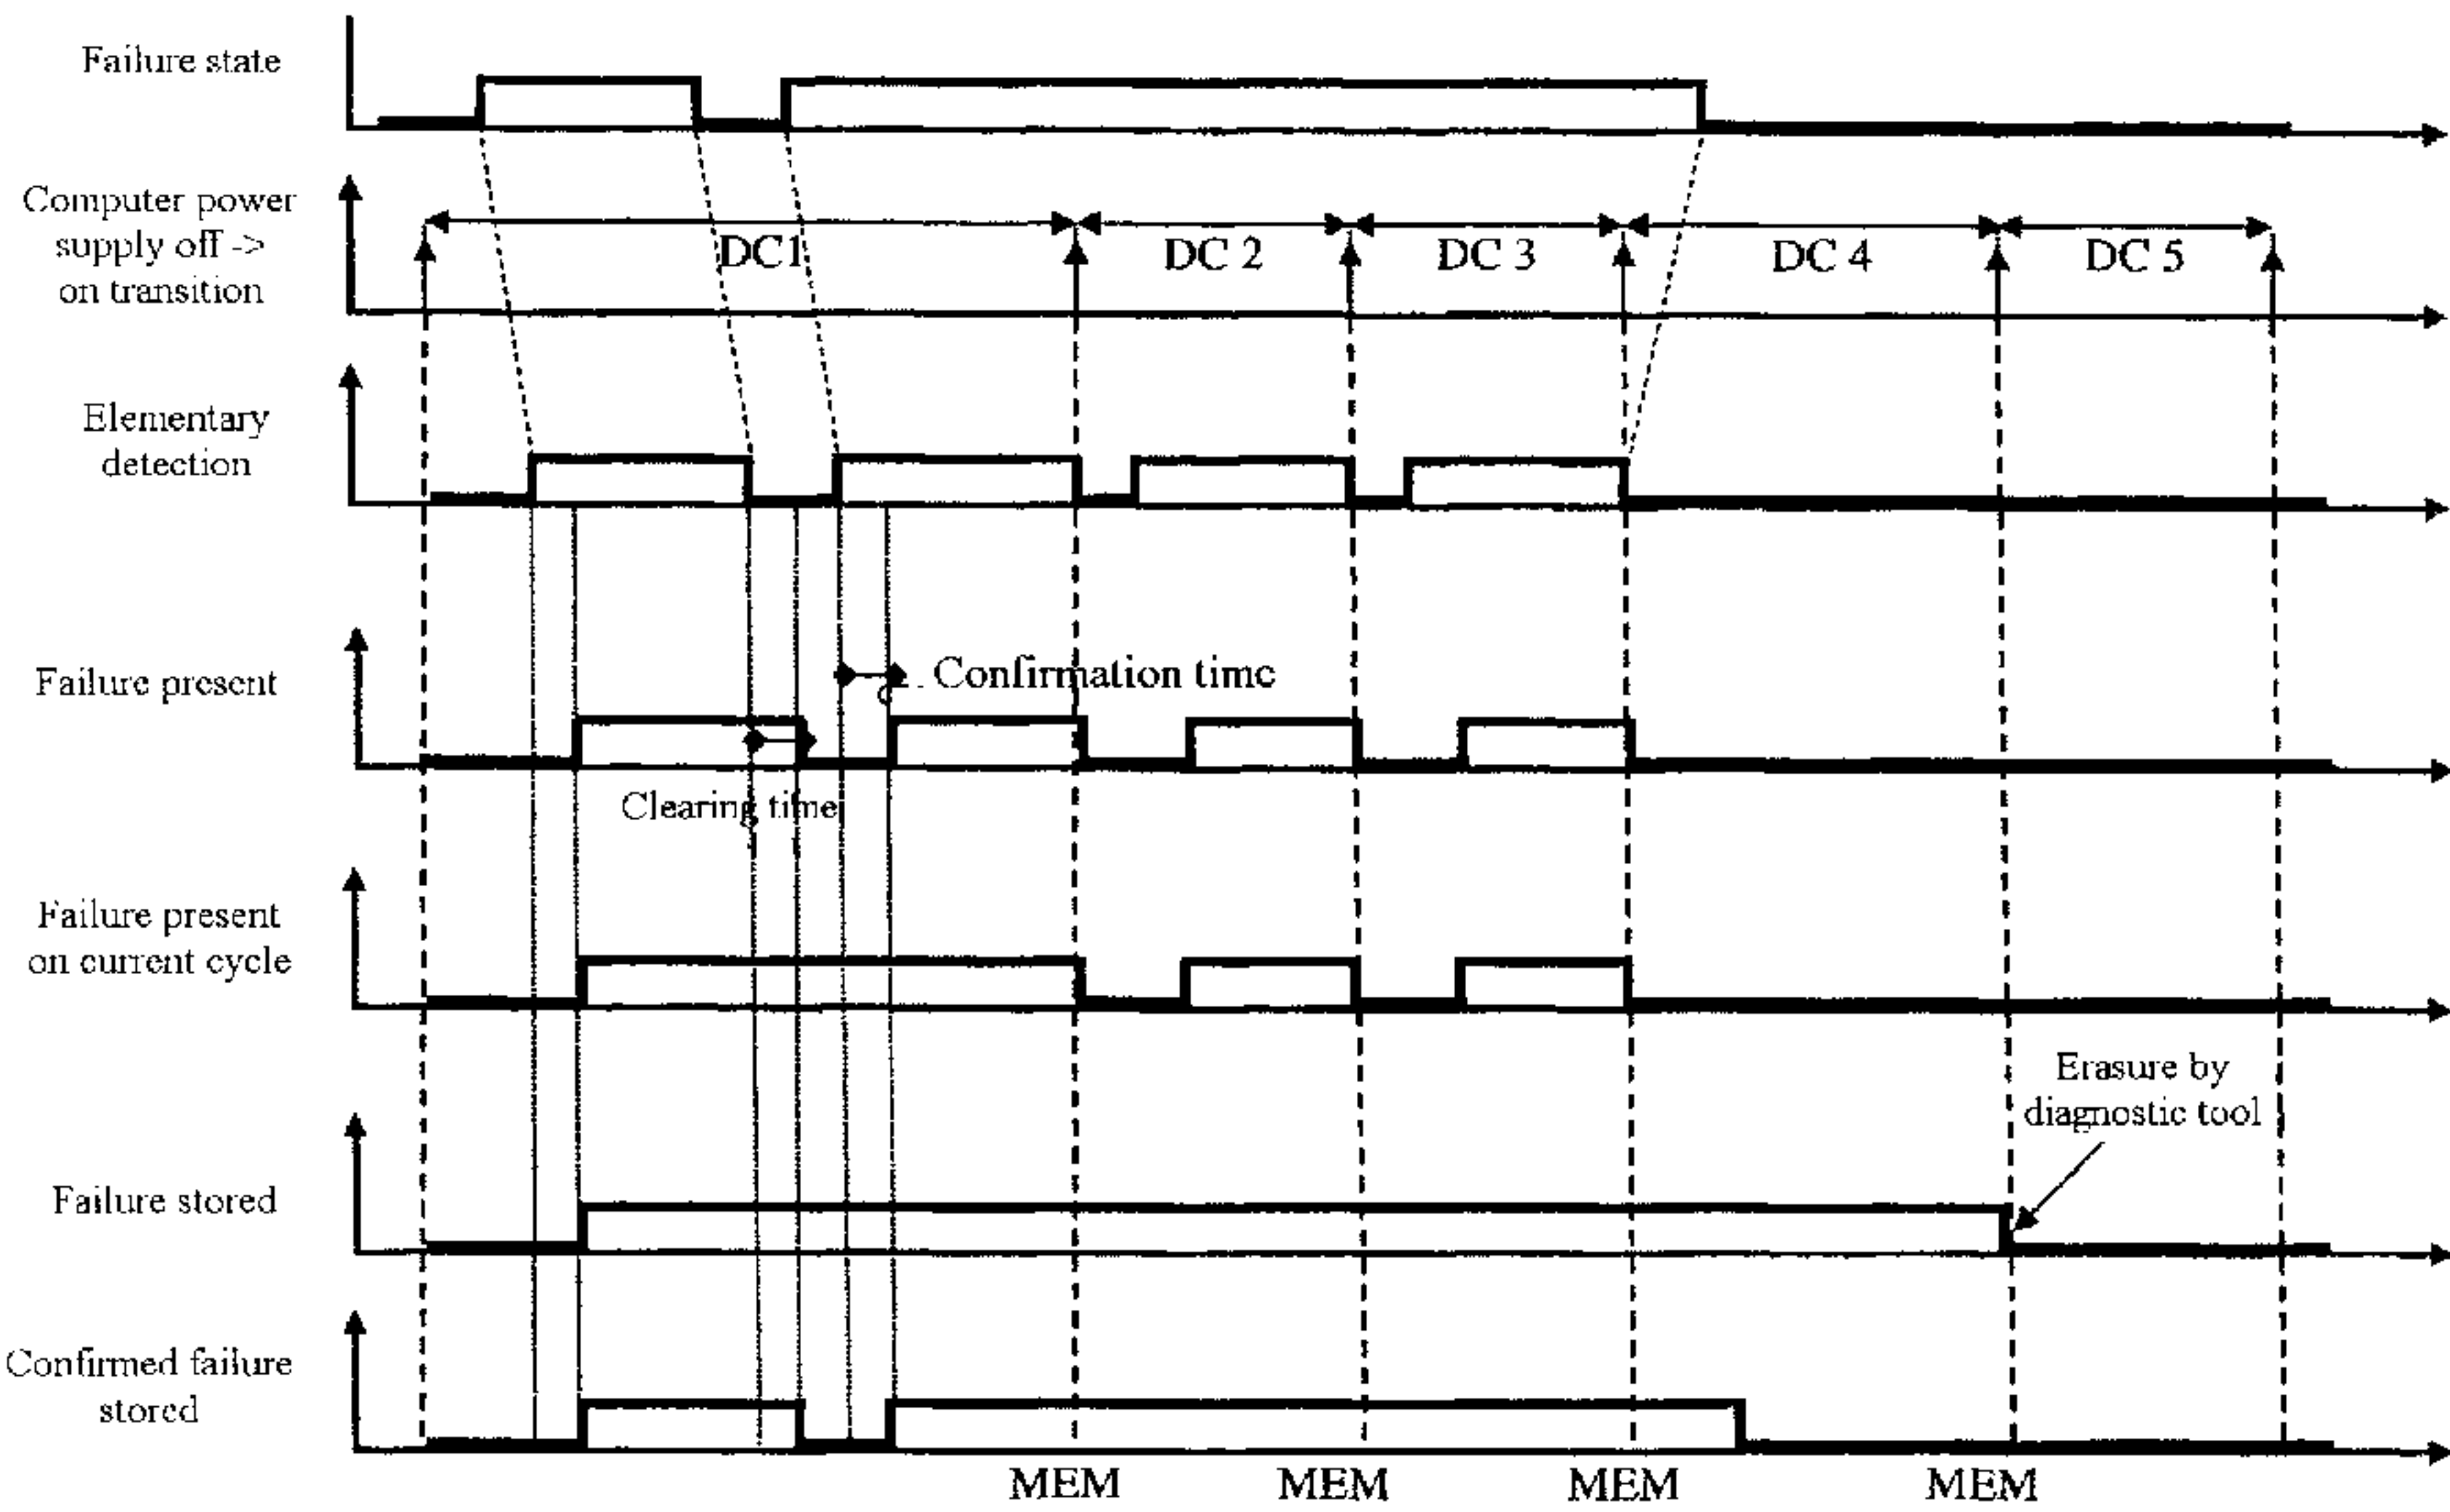 Failure state
Computer power
supply off ->
on transition
DC1
DC 2
DC 3
DC 4
DC 5
Elementary
detection
Failure present
Confirmation time
Clearing time
Failure present
on current cycle
Erasure by
diagnostic tool
Failure stored
Confirmed failure
stored
MEM
MEM
MEM
MEM